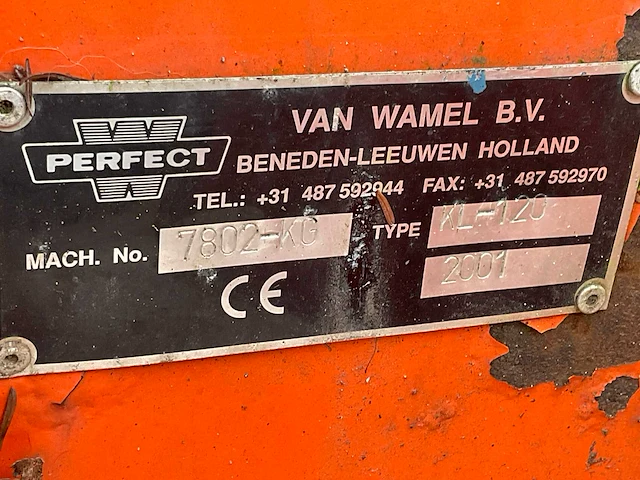 VAN WAMEL B.V.
W PERFECT
BENEDEN-LEEUWEN HOLLAND
TEL.: +31 487 592944 FAX: +31 487 592970
MACH. No. 7802-KG TYPE KL-120
2001
CE